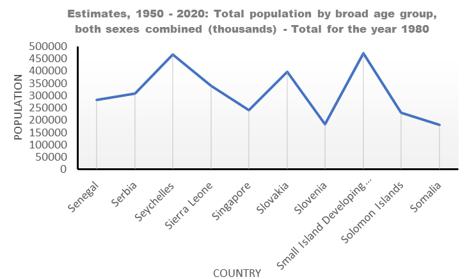 Estimates, 1950 - 2020: Total population by broad age group,
both sexes combined (thousands) - Total for the year 1980
POPULATION
500000
450000
400000
350000
300000
250000
200000
150000
100000
50000
0
Senegal
Serbia
Seychelles
Sierra Leone
Singapore
Slovakia
Slovenia
Small Island Developing...
Solomon Islands
Somalia
COUNTRY